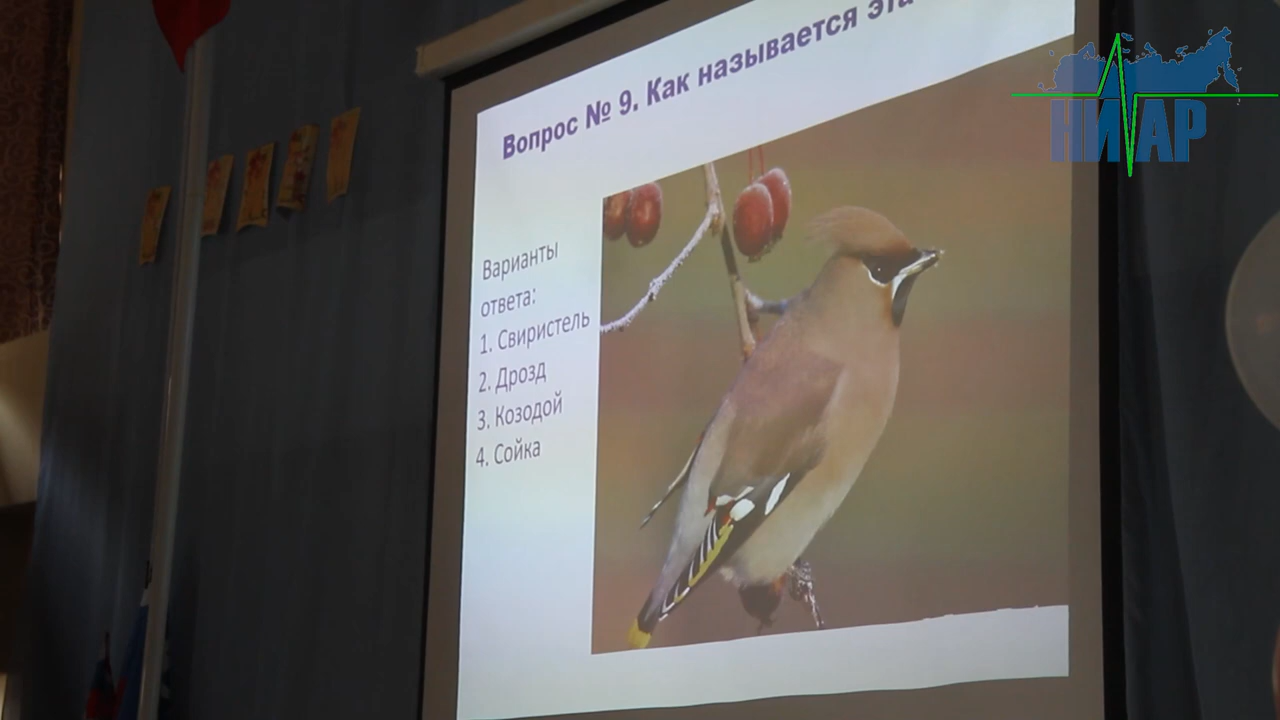 Вопрос № 9. Как называется эта
Варианты
ответа:
1. Свиристель
2. Дрозд
3. Козодой
4. Сойка
НИАР